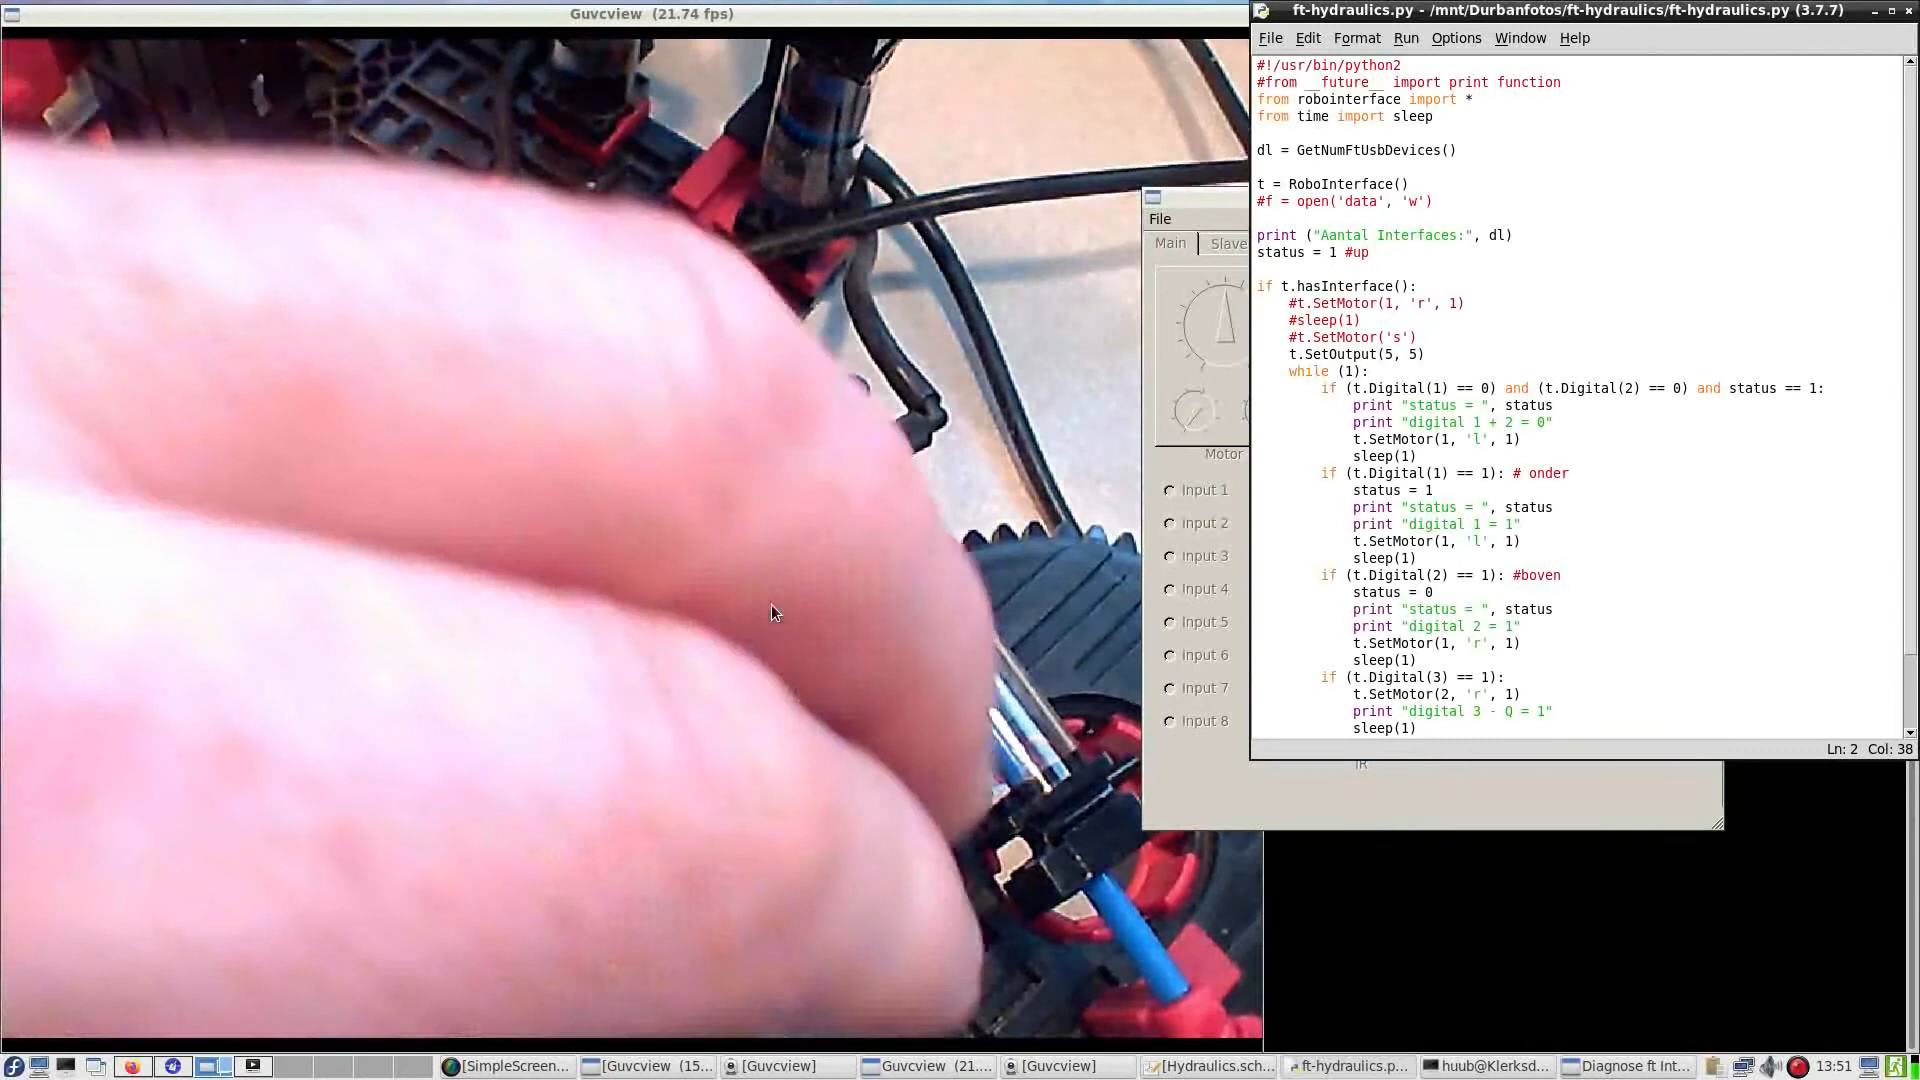 Guvcview (21.74 fps)
ft-hydraulics.py - /mnt/Durbanfotos/ft-hydraulics/ft-hydraulics.py (3.7.7)
File Edit Format Run Options Window Help
#!/usr/bin/python2
#from __future__ import print function
from robointerface import *
from time import sleep
dl = GetNumFtUsbDevices()
t = RoboInterface()
#f = open('data', 'w')
print ("Aantal Interfaces:", dl)
status = 1 #up
if t.hasInterface():
#t.SetMotor(1, 'r', 1)
#sleep(1)
#t.SetMotor('s')
t.SetOutput(5, 5)
while (1):
if (t.Digital(1) == 0) and (t.Digital(2) == 0) and status == 1:
print "status = ", status
print "digital 1 + 2 = 0"
t.SetMotor(1, 'l', 1)
sleep(1)
if (t.Digital(1) == 1): # onder
status = 1
print "status = ", status
print "digital 1 = 1"
t.SetMotor(1, 'l', 1)
sleep(1)
if (t.Digital(2) == 1): #boven
status = 0
print "status = ", status
print "digital 2 = 1"
t.SetMotor(1, 'r', 1)
sleep(1)
if (t.Digital(3) == 1):
t.SetMotor(2, 'r', 1)
print "digital 3 - Q = 1"
sleep(1)
Ln: 2 Col: 38
File
Main Slave
Motor
Input 1
Input 2
Input 3
Input 4
Input 5
Input 6
Input 7
Input 8
IR
[SimpleScreen... [Guvcview (15... [Guvcview] Guvcview (21.... [Guvcview] [Hydraulics.sch... ft-hydraulics.p... huub@Klerksd... Diagnose ft Int... 13:51